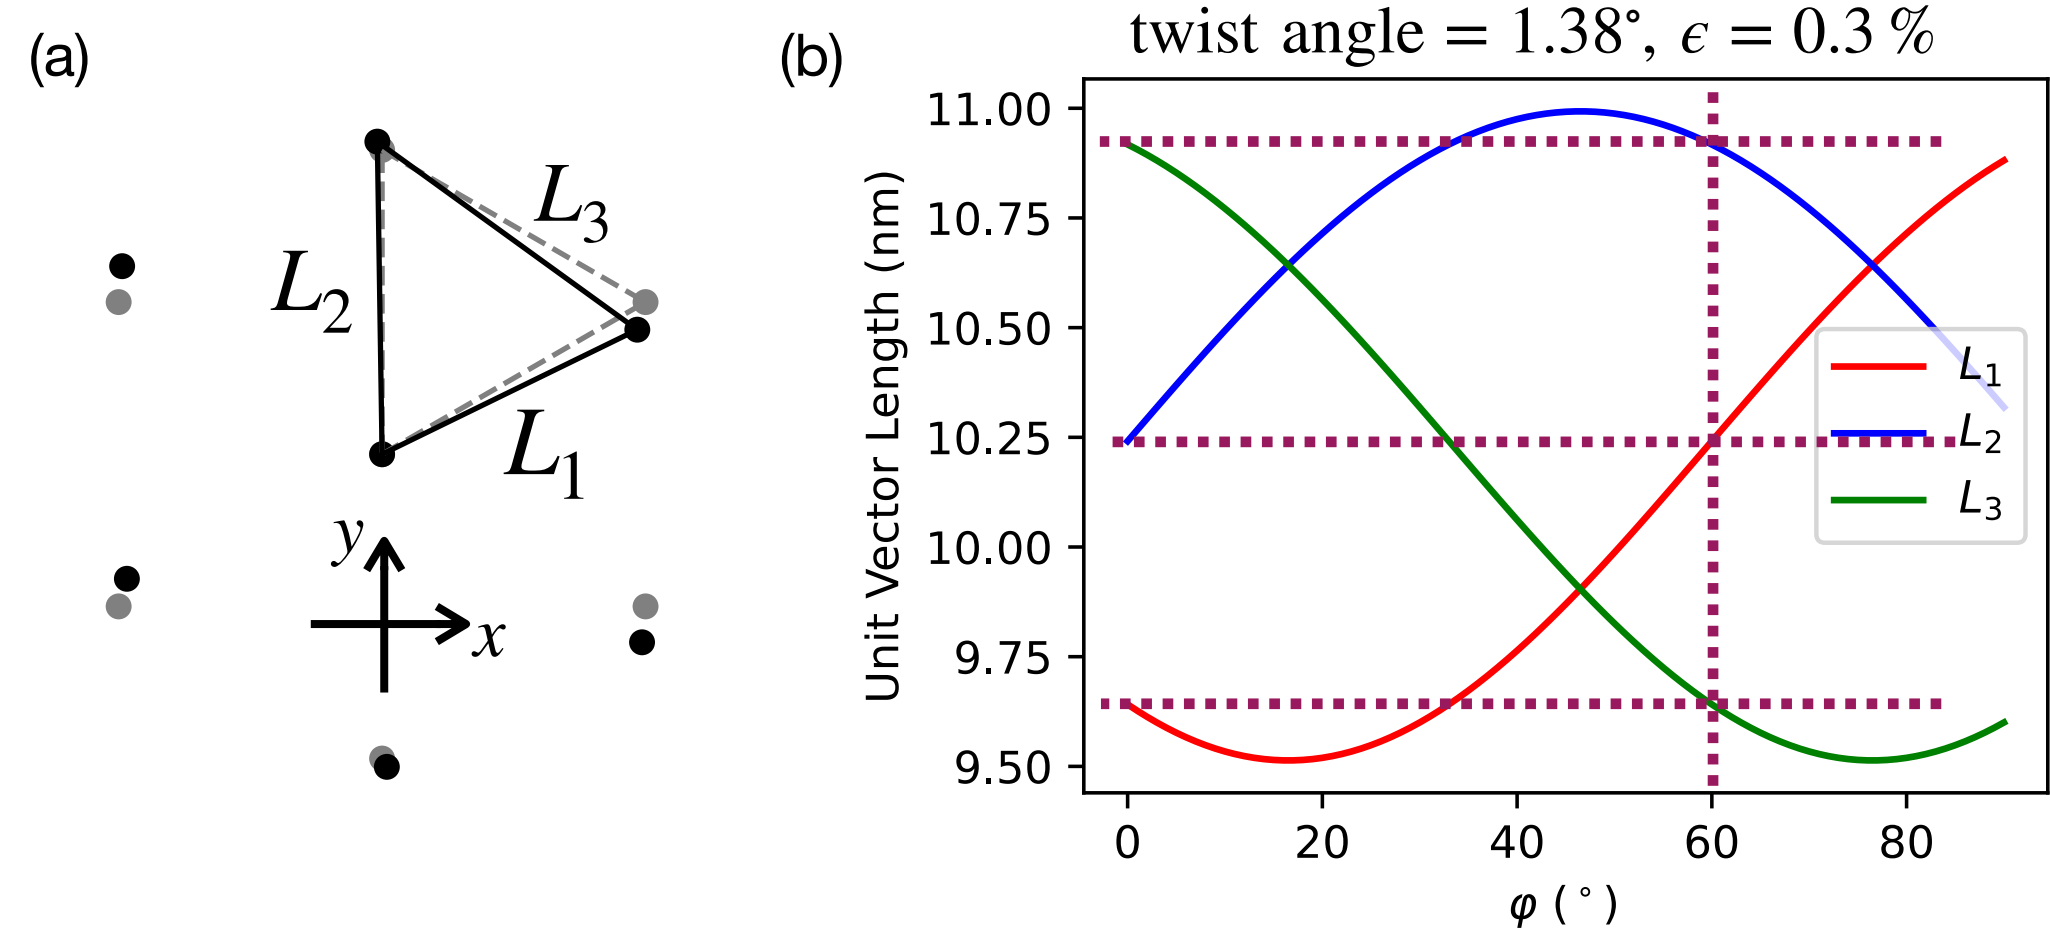 (a)
L₃
L₂
L₁
y
x
(b)
twist angle = 1.38°, ϵ = 0.3 %
Unit Vector Length (nm)
11.00
10.75
10.50
10.25
10.00
9.75
9.50
L₁
L₂
L₃
0 20 40 60 80
φ (°)